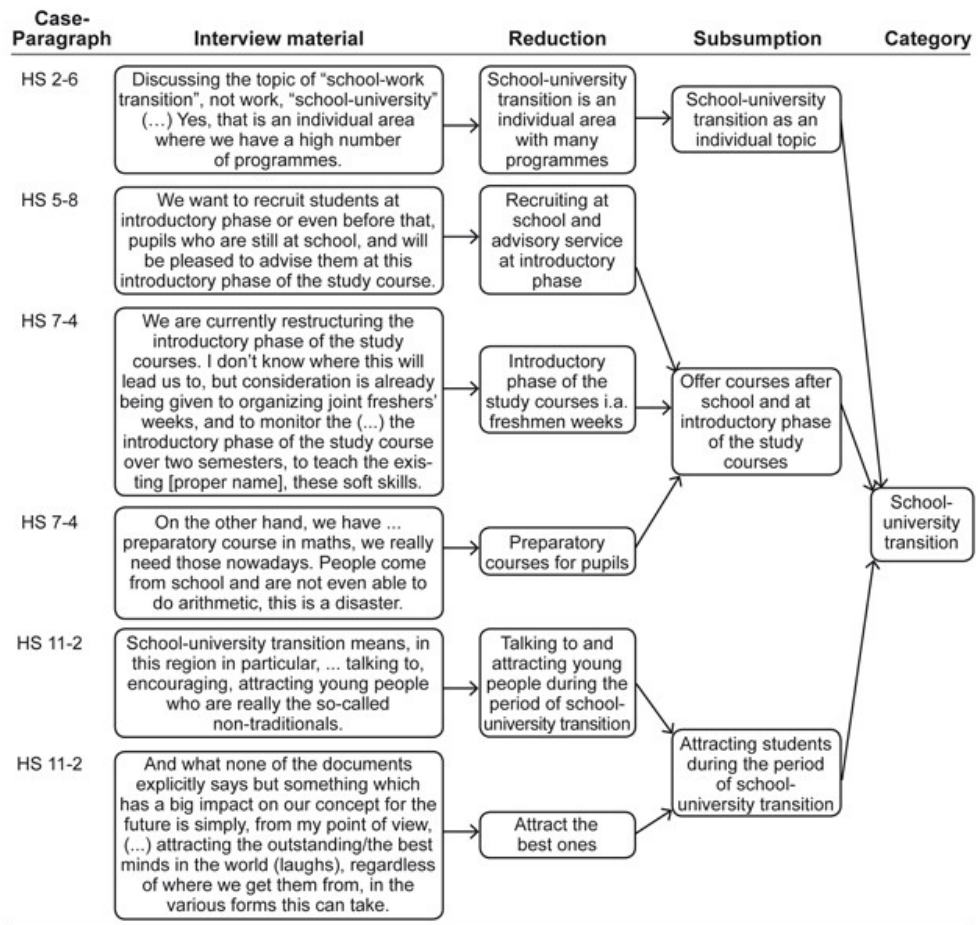 Case-
Paragraph
Interview material
Reduction
Subsumption
Category
HS 2-6
Discussing the topic of “school-work
transition”, not work, “school-university”
(…) Yes, that is an individual area
where we have a high number
of programmes.
School-university
transition is an
individual area
with many
programmes
School-university
transition as an
individual topic
HS 5-8
We want to recruit students at
introductory phase or even before that,
pupils who are still at school, and will
be pleased to advise them at this
introductory phase of the study course.
Recruiting at
school and
advisory service
at introductory
phase
HS 7-4
We are currently restructuring the
introductory phase of the study
courses. I don’t know where this will
lead us to, but consideration is already
being given to organizing joint freshers’
weeks, and to monitor the (...) the
introductory phase of the study course
over two semesters, to teach the exis-
ting [proper name], these soft skills.
Introductory
phase of the
study courses i.a.
freshmen weeks
Offer courses after
school and at
introductory phase
of the study
courses
School-
university
transition
HS 7-4
On the other hand, we have ...
preparatory course in maths, we really
need those nowadays. People come
from school and are not even able to
do arithmetic, this is a disaster.
Preparatory
courses for pupils
HS 11-2
School-university transition means, in
this region in particular, ... talking to,
encouraging, attracting young people
who are really the so-called
non-traditionals.
Talking to and
attracting young
people during the
period of school-
university transition
Attracting students
during the period
of school-
university transition
HS 11-2
And what none of the documents
explicitly says but something which
has a big impact on our concept for the
future is simply, from my point of view,
(...) attracting the outstanding/the best
minds in the world (laughs), regardless
of where we get them from, in the
various forms this can take.
Attract the
best ones